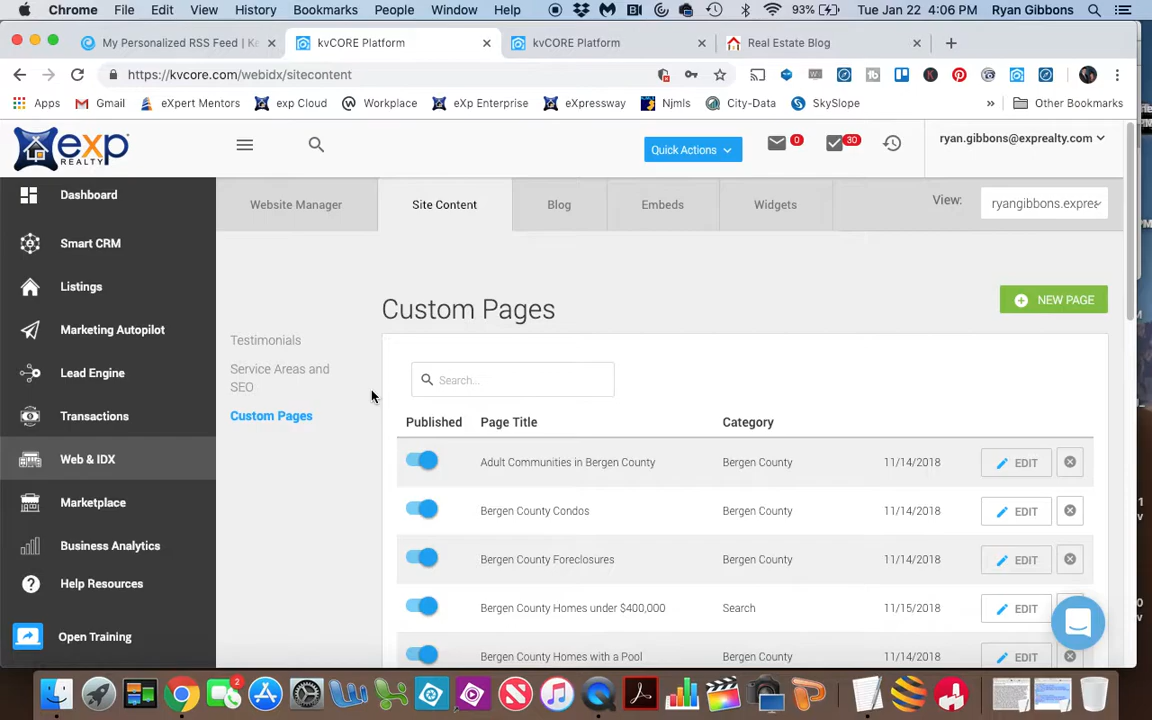 Chrome File Edit View History Bookmarks People Window Help 93% Tue Jan 22 4:06 PM Ryan Gibbons
My Personalized RSS Feed | Ke kvCORE Platform kvCORE Platform Real Estate Blog
https://kvcore.com/webidx/sitecontent
Apps Gmail eXpert Mentors exp Cloud Workplace eXp Enterprise eXpressway Njmls City-Data SkySlope » Other Bookmarks
exp REALTY
Quick Actions 0 30 ryan.gibbons@exprealty.com
Dashboard
Smart CRM
Listings
Marketing Autopilot
Lead Engine
Transactions
Web & IDX
Marketplace
Business Analytics
Help Resources
Open Training
Website Manager Site Content Blog Embeds Widgets View: ryangibbons.expre
Testimonials
Service Areas and
SEO
Custom Pages
Custom Pages NEW PAGE
Search...
Published Page Title Category
Adult Communities in Bergen County Bergen County 11/14/2018 EDIT
Bergen County Condos Bergen County 11/14/2018 EDIT
Bergen County Foreclosures Bergen County 11/14/2018 EDIT
Bergen County Homes under $400,000 Search 11/15/2018 EDIT
Bergen County Homes with a Pool Bergen County 11/14/2018 EDIT
2